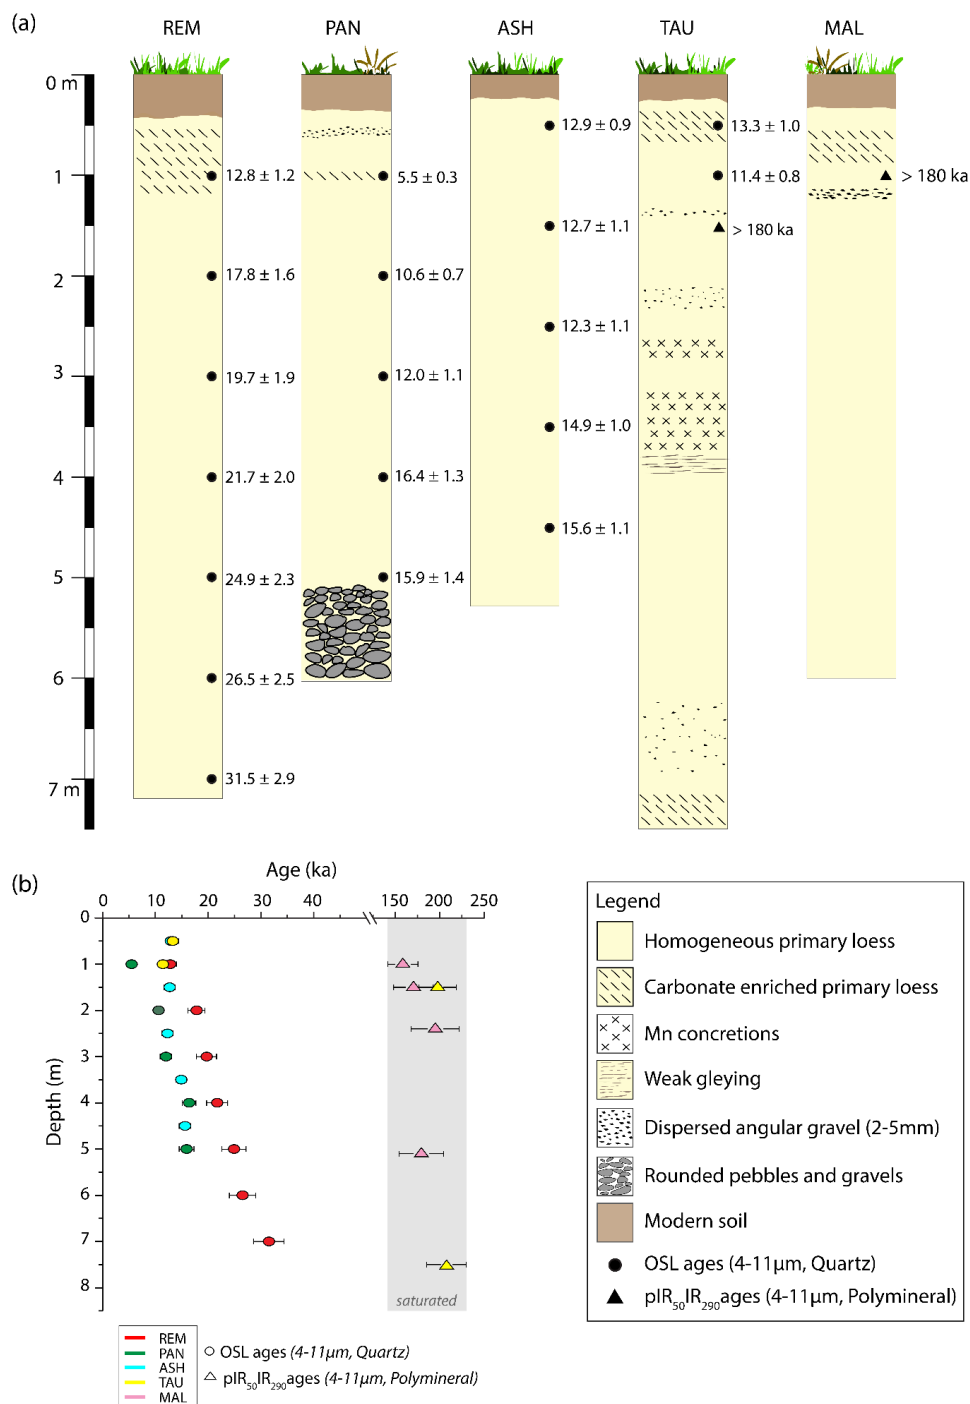 (a)
REM PAN ASH TAU MAL
0 m
12.9 ± 0.9 13.3 ± 1.0
1 12.8 ± 1.2 5.5 ± 0.3 11.4 ± 0.8 > 180 ka
12.7 ± 1.1 > 180 ka
2 17.8 ± 1.6 10.6 ± 0.7
12.3 ± 1.1
3 19.7 ± 1.9 12.0 ± 1.1
14.9 ± 1.0
4 21.7 ± 2.0 16.4 ± 1.3
15.6 ± 1.1
5 24.9 ± 2.3 15.9 ± 1.4
6 26.5 ± 2.5
7 m 31.5 ± 2.9
(b)
Age (ka)
0 10 20 30 40 150 200 250
Depth (m)
0
1
2
3
4
5
6
7
8
saturated
REM
PAN
ASH
TAU
MAL
OSL ages (4-11µm, Quartz)
pIR50IR290ages (4-11µm, Polymineral)
Legend
Homogeneous primary loess
Carbonate enriched primary loess
Mn concretions
Weak gleying
Dispersed angular gravel (2-5mm)
Rounded pebbles and gravels
Modern soil
OSL ages (4-11µm, Quartz)
pIR50IR290ages (4-11µm, Polymineral)